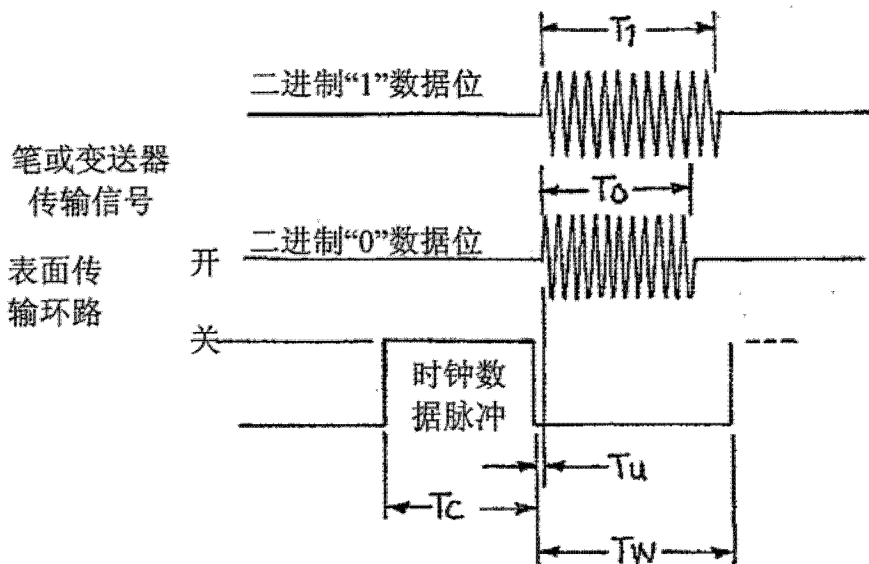 T1
二进制“1”数据位
笔或变送器
传输信号
T0
二进制“0”数据位
表面传
输环路
开
关
时钟数
据脉冲
Tu
Tc
TW